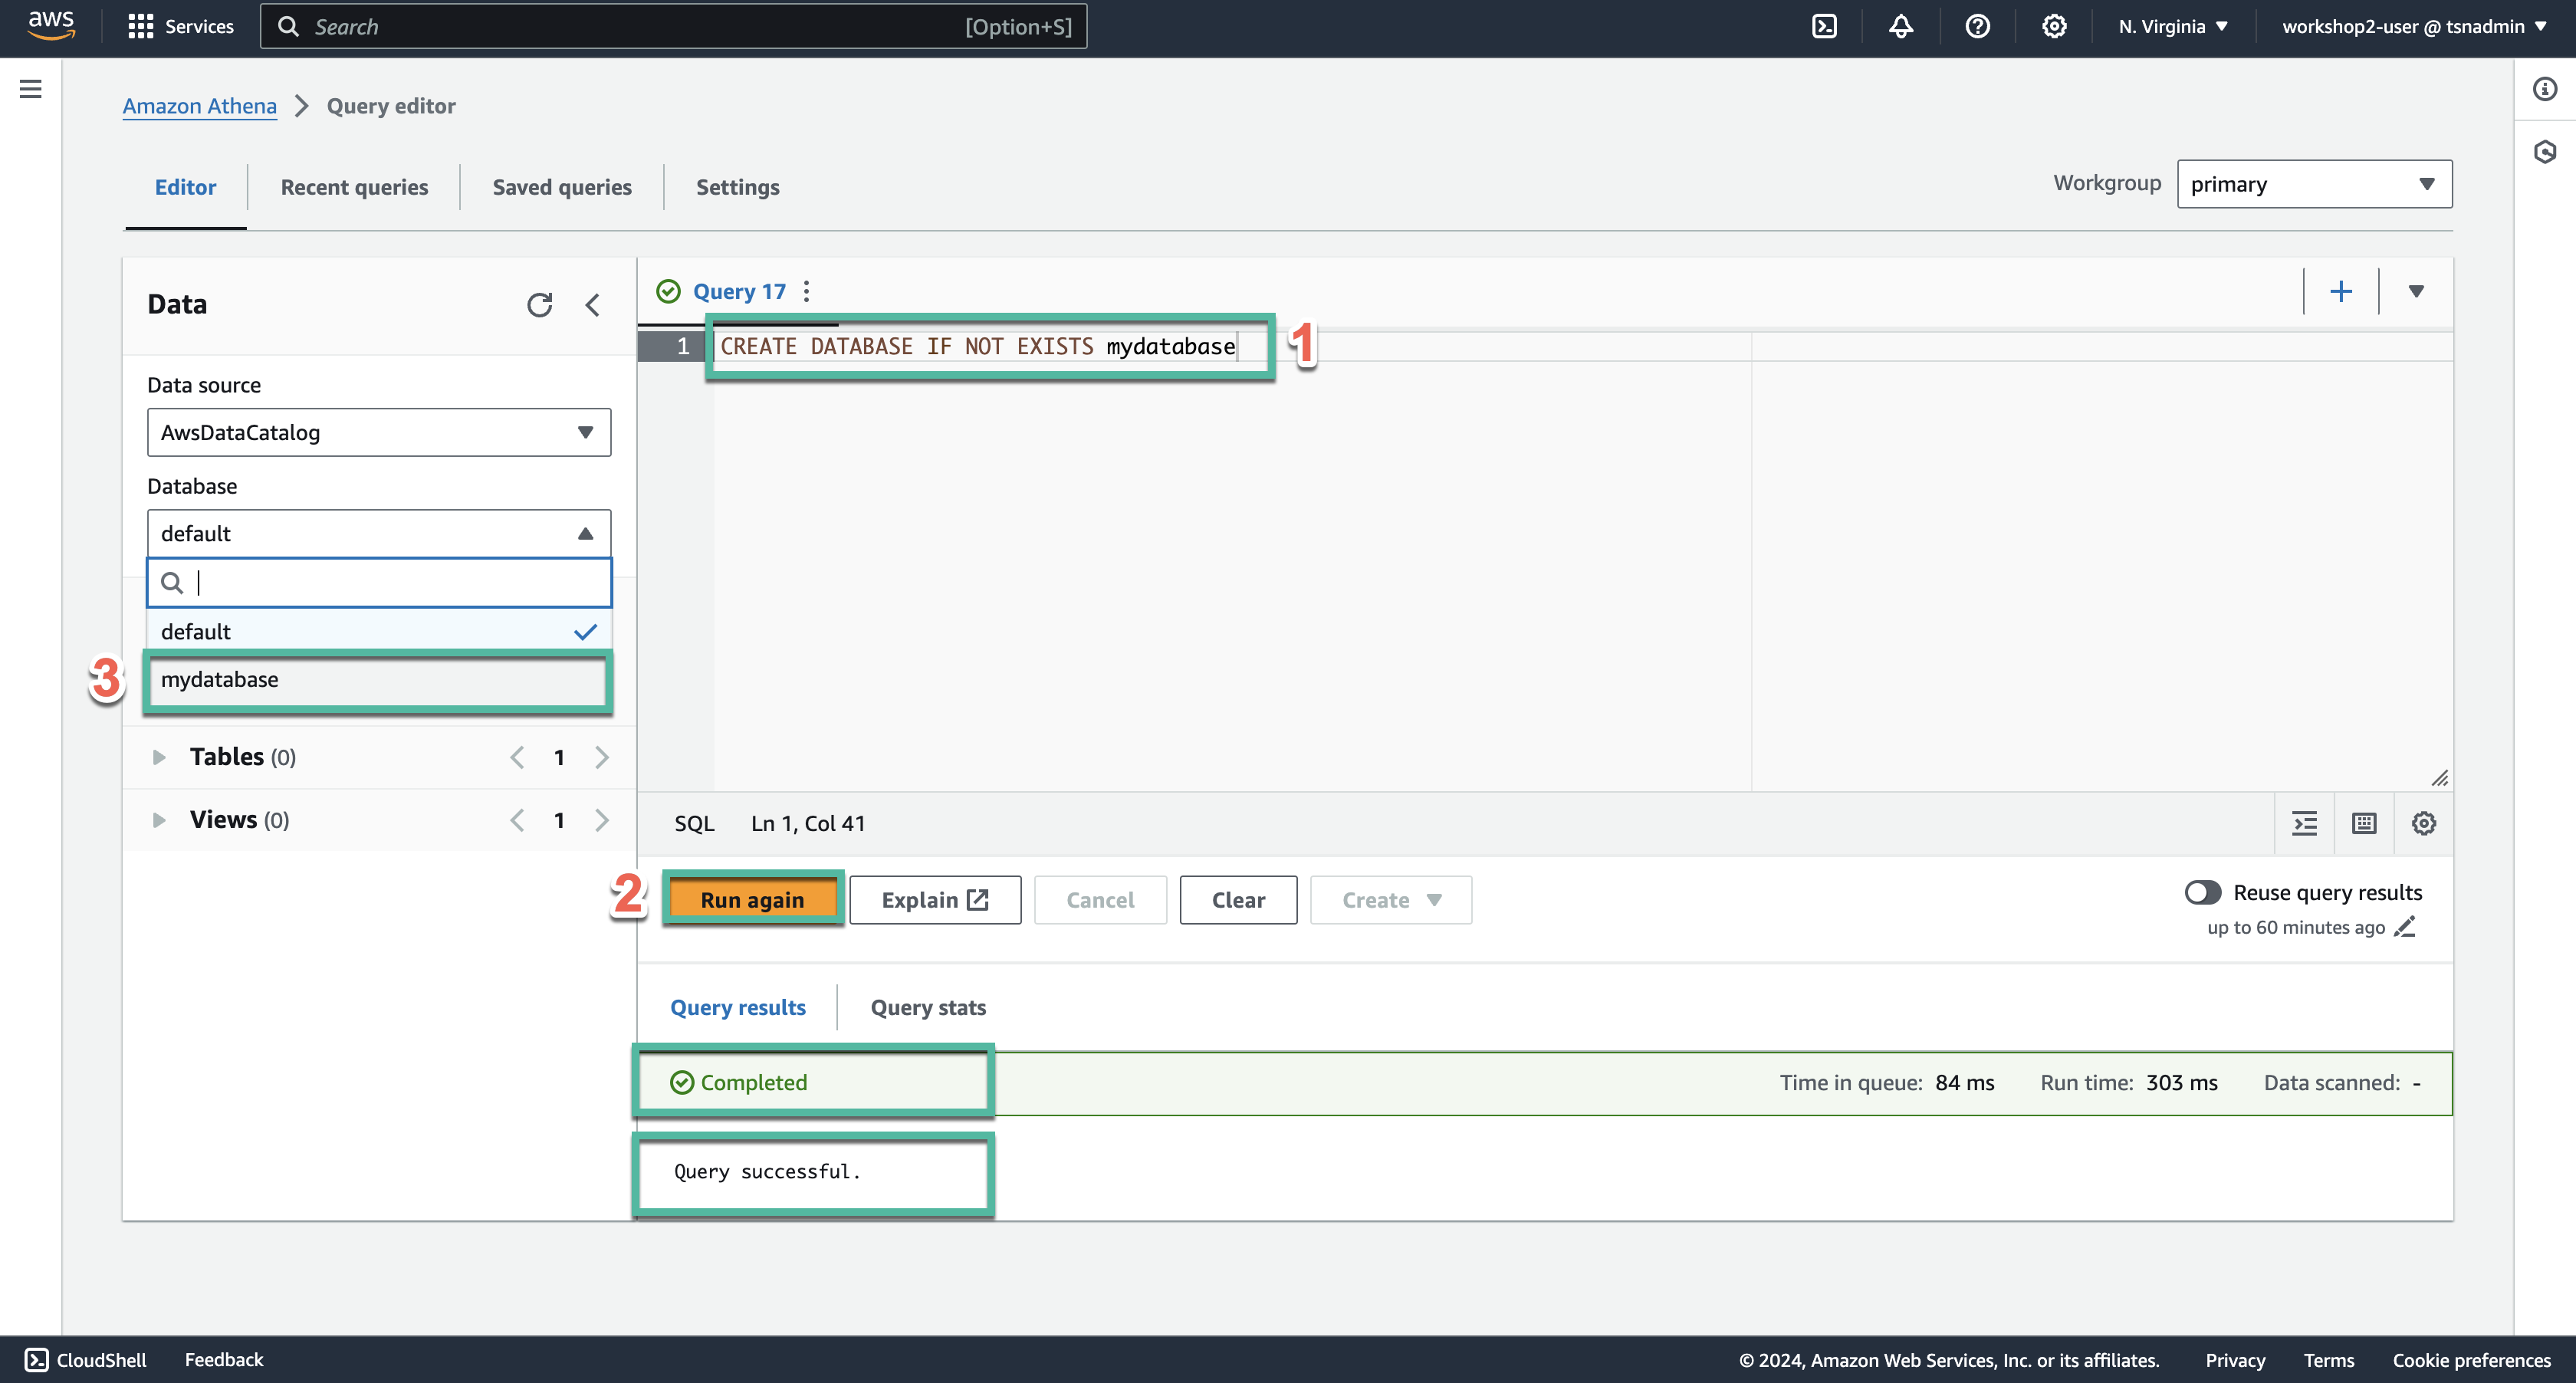 aws
Services
Search
[Option+S]
N. Virginia
workshop2-user @ tsnadmin
Amazon Athena
Query editor
Editor
Recent queries
Saved queries
Settings
Workgroup
primary
Data
Query 17
1 CREATE DATABASE IF NOT EXISTS mydatabase
1
Data source
AwsDataCatalog
Database
default
default
3
mydatabase
Tables (0)
1
Views (0)
1
SQL
Ln 1, Col 41
2
Run again
Explain
Cancel
Clear
Create
Reuse query results
up to 60 minutes ago
Query results
Query stats
Completed
Time in queue: 84 ms
Run time: 303 ms
Data scanned: -
Query successful.
CloudShell
Feedback
© 2024, Amazon Web Services, Inc. or its affiliates.
Privacy
Terms
Cookie preferences